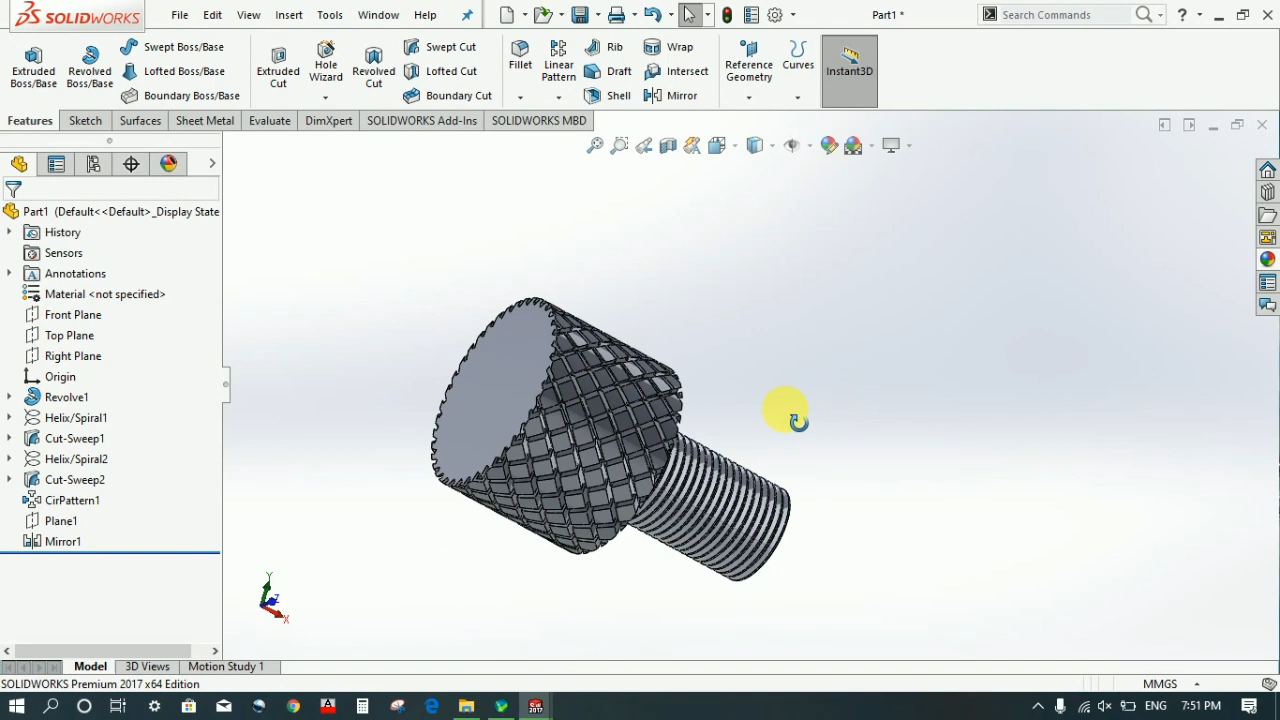 SOLIDWORKS
File Edit View Insert Tools Window Help
Part1 *
Search Commands
Extruded Boss/Base
Revolved Boss/Base
Swept Boss/Base
Lofted Boss/Base
Boundary Boss/Base
Extruded Cut
Hole Wizard
Revolved Cut
Swept Cut
Lofted Cut
Boundary Cut
Fillet
Linear Pattern
Rib
Draft
Shell
Wrap
Intersect
Mirror
Reference Geometry
Curves
Instant3D
Features Sketch Surfaces Sheet Metal Evaluate DimXpert SOLIDWORKS Add-Ins SOLIDWORKS MBD
Part1 (Default<<Default>_Display State
History
Sensors
Annotations
Material <not specified>
Front Plane
Top Plane
Right Plane
Origin
Revolve1
Helix/Spiral1
Cut-Sweep1
Helix/Spiral2
Cut-Sweep2
CirPattern1
Plane1
Mirror1
Y
Z
X
Model 3D Views Motion Study 1
SOLIDWORKS Premium 2017 x64 Edition
MMGS
ENG 7:51 PM